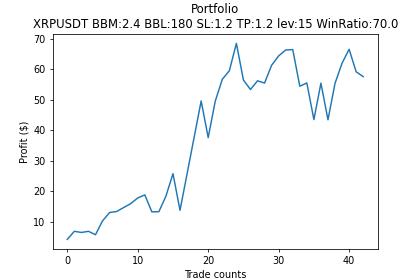 Portfolio
XRPUSDT BBM:2.4 BBL:180 SL:1.2 TP:1.2 lev:15 WinRatio:70.0
70
60
50
40
30
20
10
Profit ($)
0 10 20 30 40
Trade counts